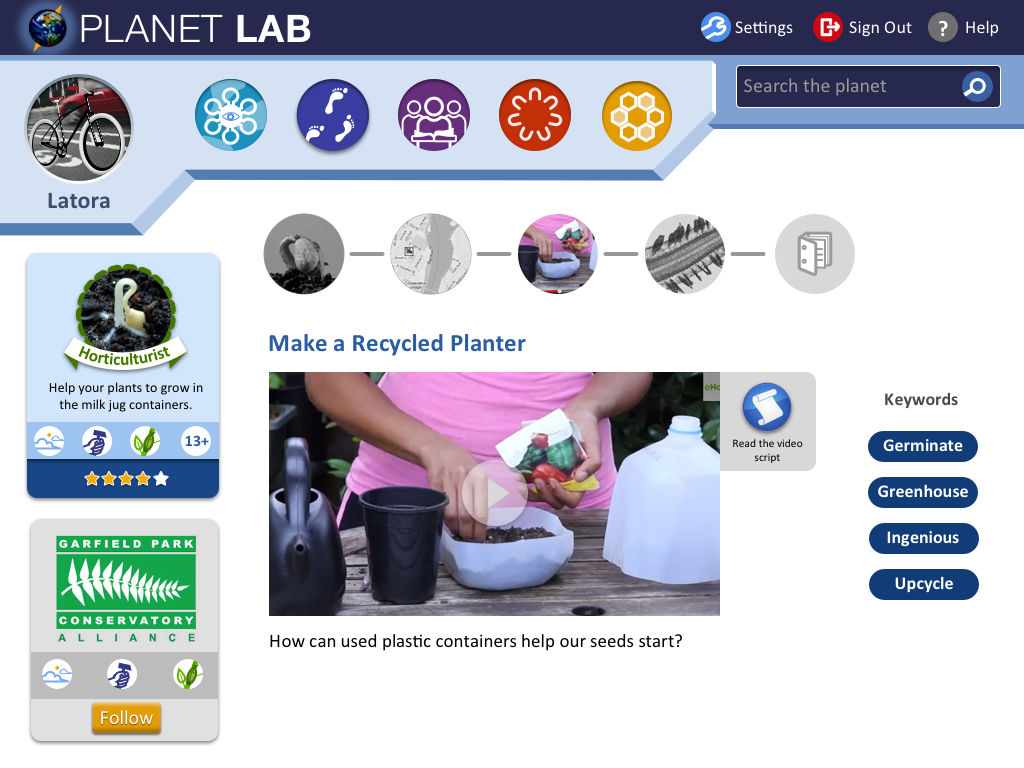 PLANET LAB
Settings
Sign Out
? Help
Search the planet
Latora
Horticulturist
Help your plants to grow in
the milk jug containers.
13+
GARFIELD PARK
CONSERVATORY
ALLIANCE
Follow
Make a Recycled Planter
Read the video
script
How can used plastic containers help our seeds start?
Keywords
Germinate
Greenhouse
Ingenious
Upcycle